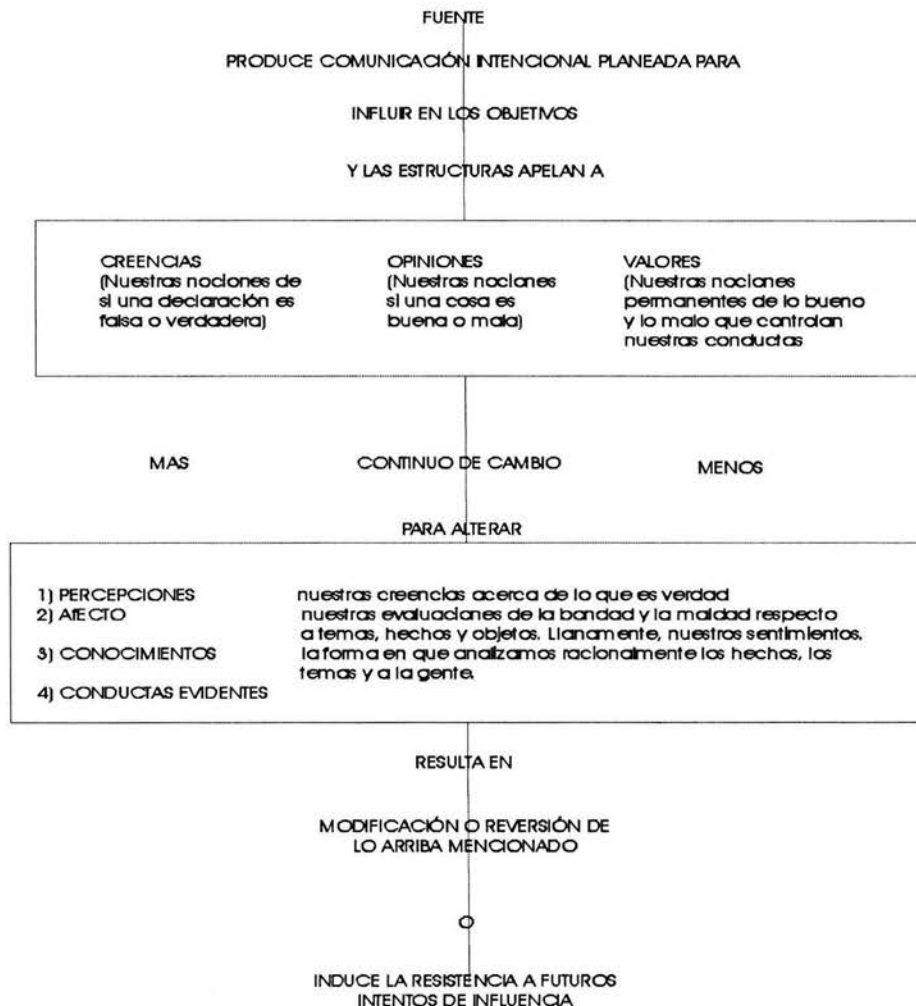 FUENTE
PRODUCE COMUNICACIÓN INTENCIONAL PLANEADA PARA
INFLUIR EN LOS OBJETIVOS
Y LAS ESTRUCTURAS APELAN A
CREENCIAS
(Nuestras nociones de
si una declaración es
falsa o verdadera)
OPINIONES
(Nuestras nociones
si una cosa es
buena o mala)
VALORES
(Nuestras nociones
permanentes de lo bueno
y lo malo que controlan
nuestras conductas
MAS CONTINUO DE CAMBIO MENOS
PARA ALTERAR
1) PERCEPCIONES nuestras creencias acerca de lo que es verdad
2) AFECTO nuestras evaluaciones de la bondad y la maldad respecto
a temas, hechos y objetos. Llanamente, nuestros sentimientos.
3) CONOCIMIENTOS la forma en que analizamos racionalmente los hechos, los
temas y a la gente.
4) CONDUCTAS EVIDENTES
RESULTA EN
MODIFICACIÓN O REVERSIÓN DE
LO ARRIBA MENCIONADO
O
INDUCE LA RESISTENCIA A FUTUROS
INTENTOS DE INFLUENCIA